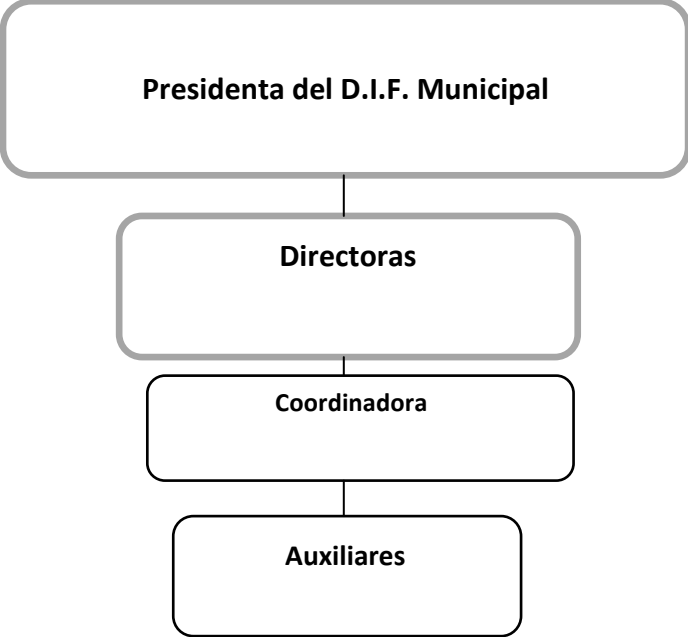 Presidenta del D.I.F. Municipal
Directoras
Coordinadora
Auxiliares